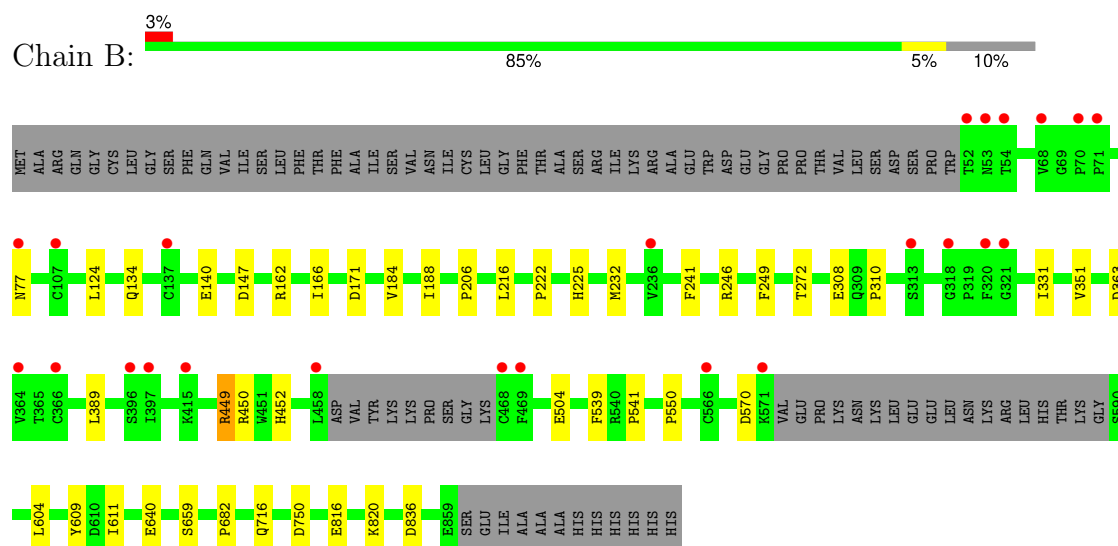 3%
Chain B:
85% 5% 10%
MET ALA ARG GLN GLY CYS LEU GLY SER PHE GLN VAL ILE SER LEU PHE THR PHE ALA ILE SER VAL ASN ILE CYS LEU GLY PHE THR ALA SER ARG ILE LYS ARG ALA GLU TRP ASP GLU GLY PRO PRO THR VAL LEU SER ASP SER PRO TRP T52 N53 T54 V68 G69 P70 P71
N77 C107 L124 Q134 C137 E140 D147 R162 I166 D171 V184 I188 P206 L216 P222 H225 M232 V236 F241 R246 F249 T272 E308 Q309 P310 S313 G318 P319 F320 G321 I331 V351 D363
V364 T365 C366 L389 S396 I397 K415 R449 R450 W451 H452 L458 ASP VAL TYR LYS LYS PRO SER GLY LYS C468 F469 E504 F539 R540 P541 P550 C566 D570 K571 VAL GLU PRO LYS ASN LYS LEU GLU GLU LEU ASN LYS ARG LEU HIS THR LYS GLY S590
L604 Y609 D610 I611 E640 S659 P682 Q716 D750 E816 K820 D836 E859 SER GLU ILE ALA ALA ALA HIS HIS HIS HIS HIS HIS